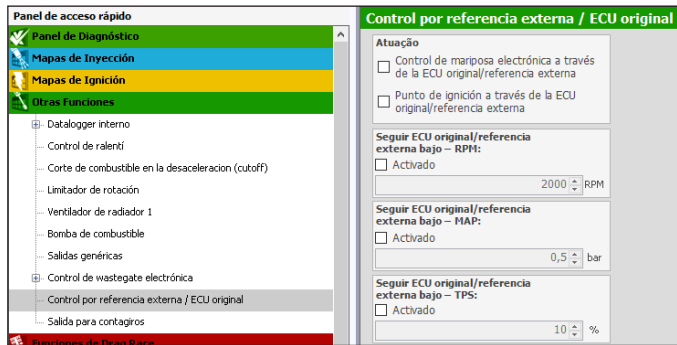 Panel de acceso rápido
Panel de Diagnóstico
Mapas de Inyección
Mapas de Ignición
Otras Funciones
Datalogger interno
Control de ralentí
Corte de combustible en la desaceleracion (cutoff)
Limitador de rotación
Ventilador de radiador 1
Bomba de combustible
Salidas genéricas
Control de wastegate electrónica
Control por referencia externa / ECU original
Salida para contagiros
Funciones de Drag Race
Control por referencia externa / ECU original
Atuação
Control de mariposa electrónica a través
de la ECU original/referencia externa
Punto de ignición a través de la ECU
original/referencia externa
Seguir ECU original/referencia
externa bajo – RPM:
Activado
2000 RPM
Seguir ECU original/referencia
externa bajo – MAP:
Activado
0,5 bar
Seguir ECU original/referencia
externa bajo – TPS:
Activado
10 %